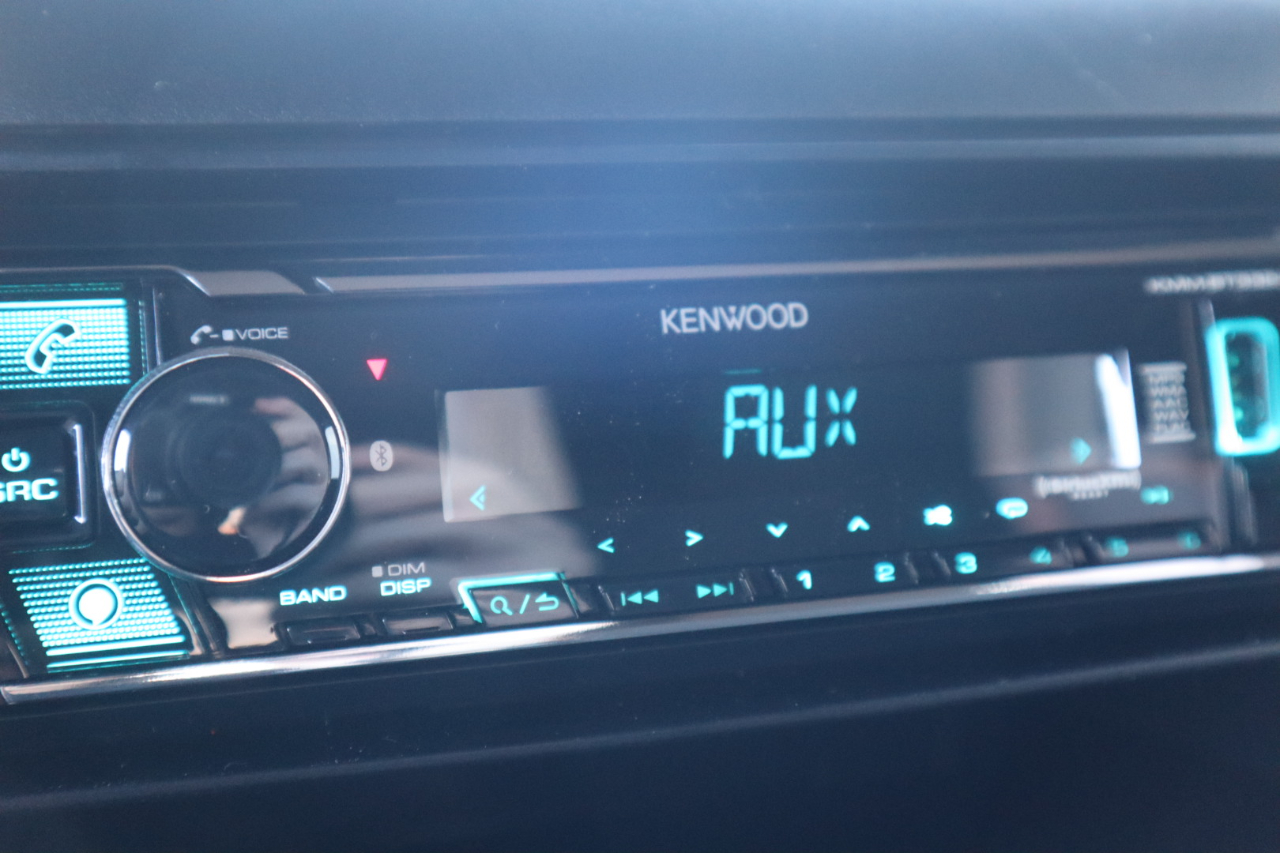 VOICE
KENWOOD
AUX
SRC
DIM
BAND
DISP
1
2
3
4
5
6